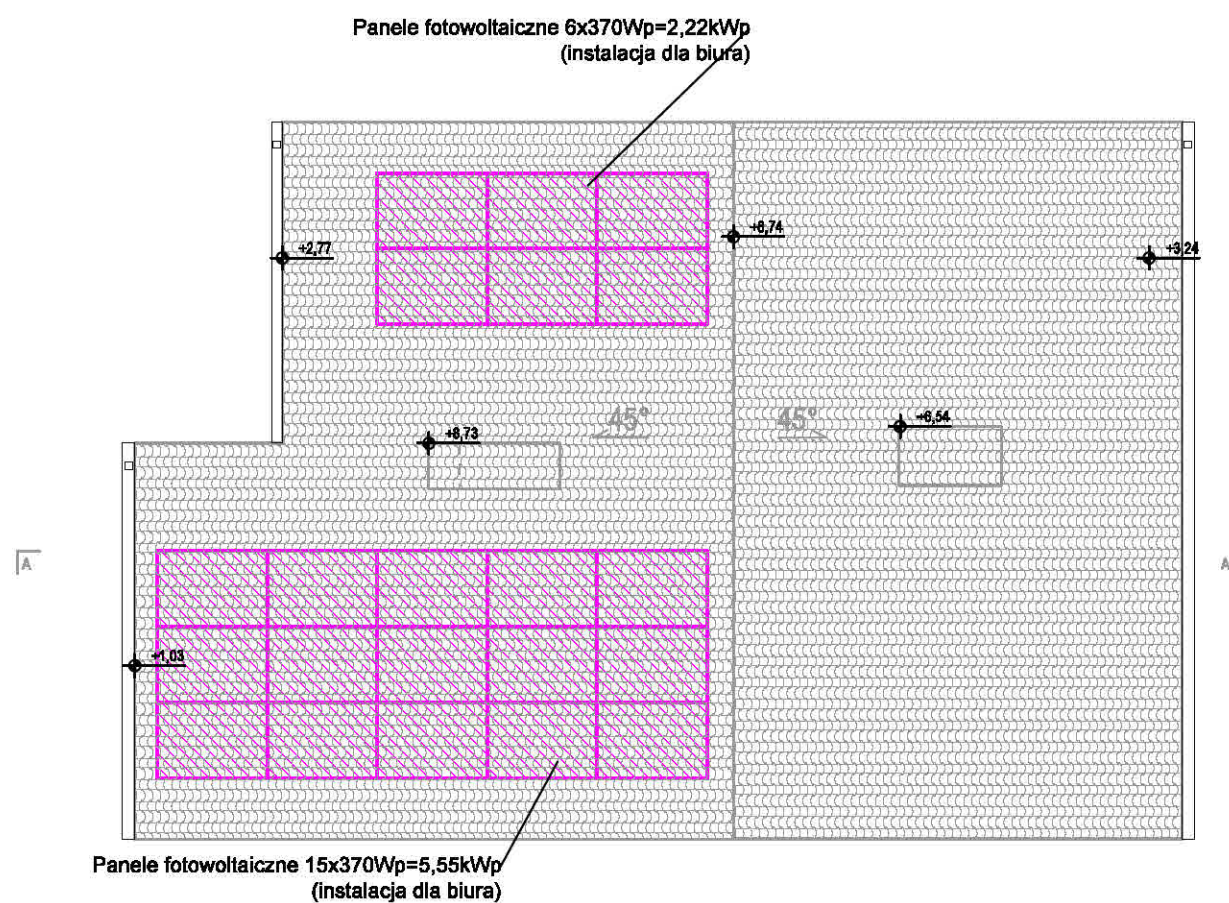 Panele fotowoltaiczne 6x370Wp=2,22kWp
(instalacja dla biura)
+6,74
+2,77
+3,24
45°
45°
+6,54
+8,73
A
A
+1,03
Panele fotowoltaiczne 15x370Wp=5,55kWp
(instalacja dla biura)